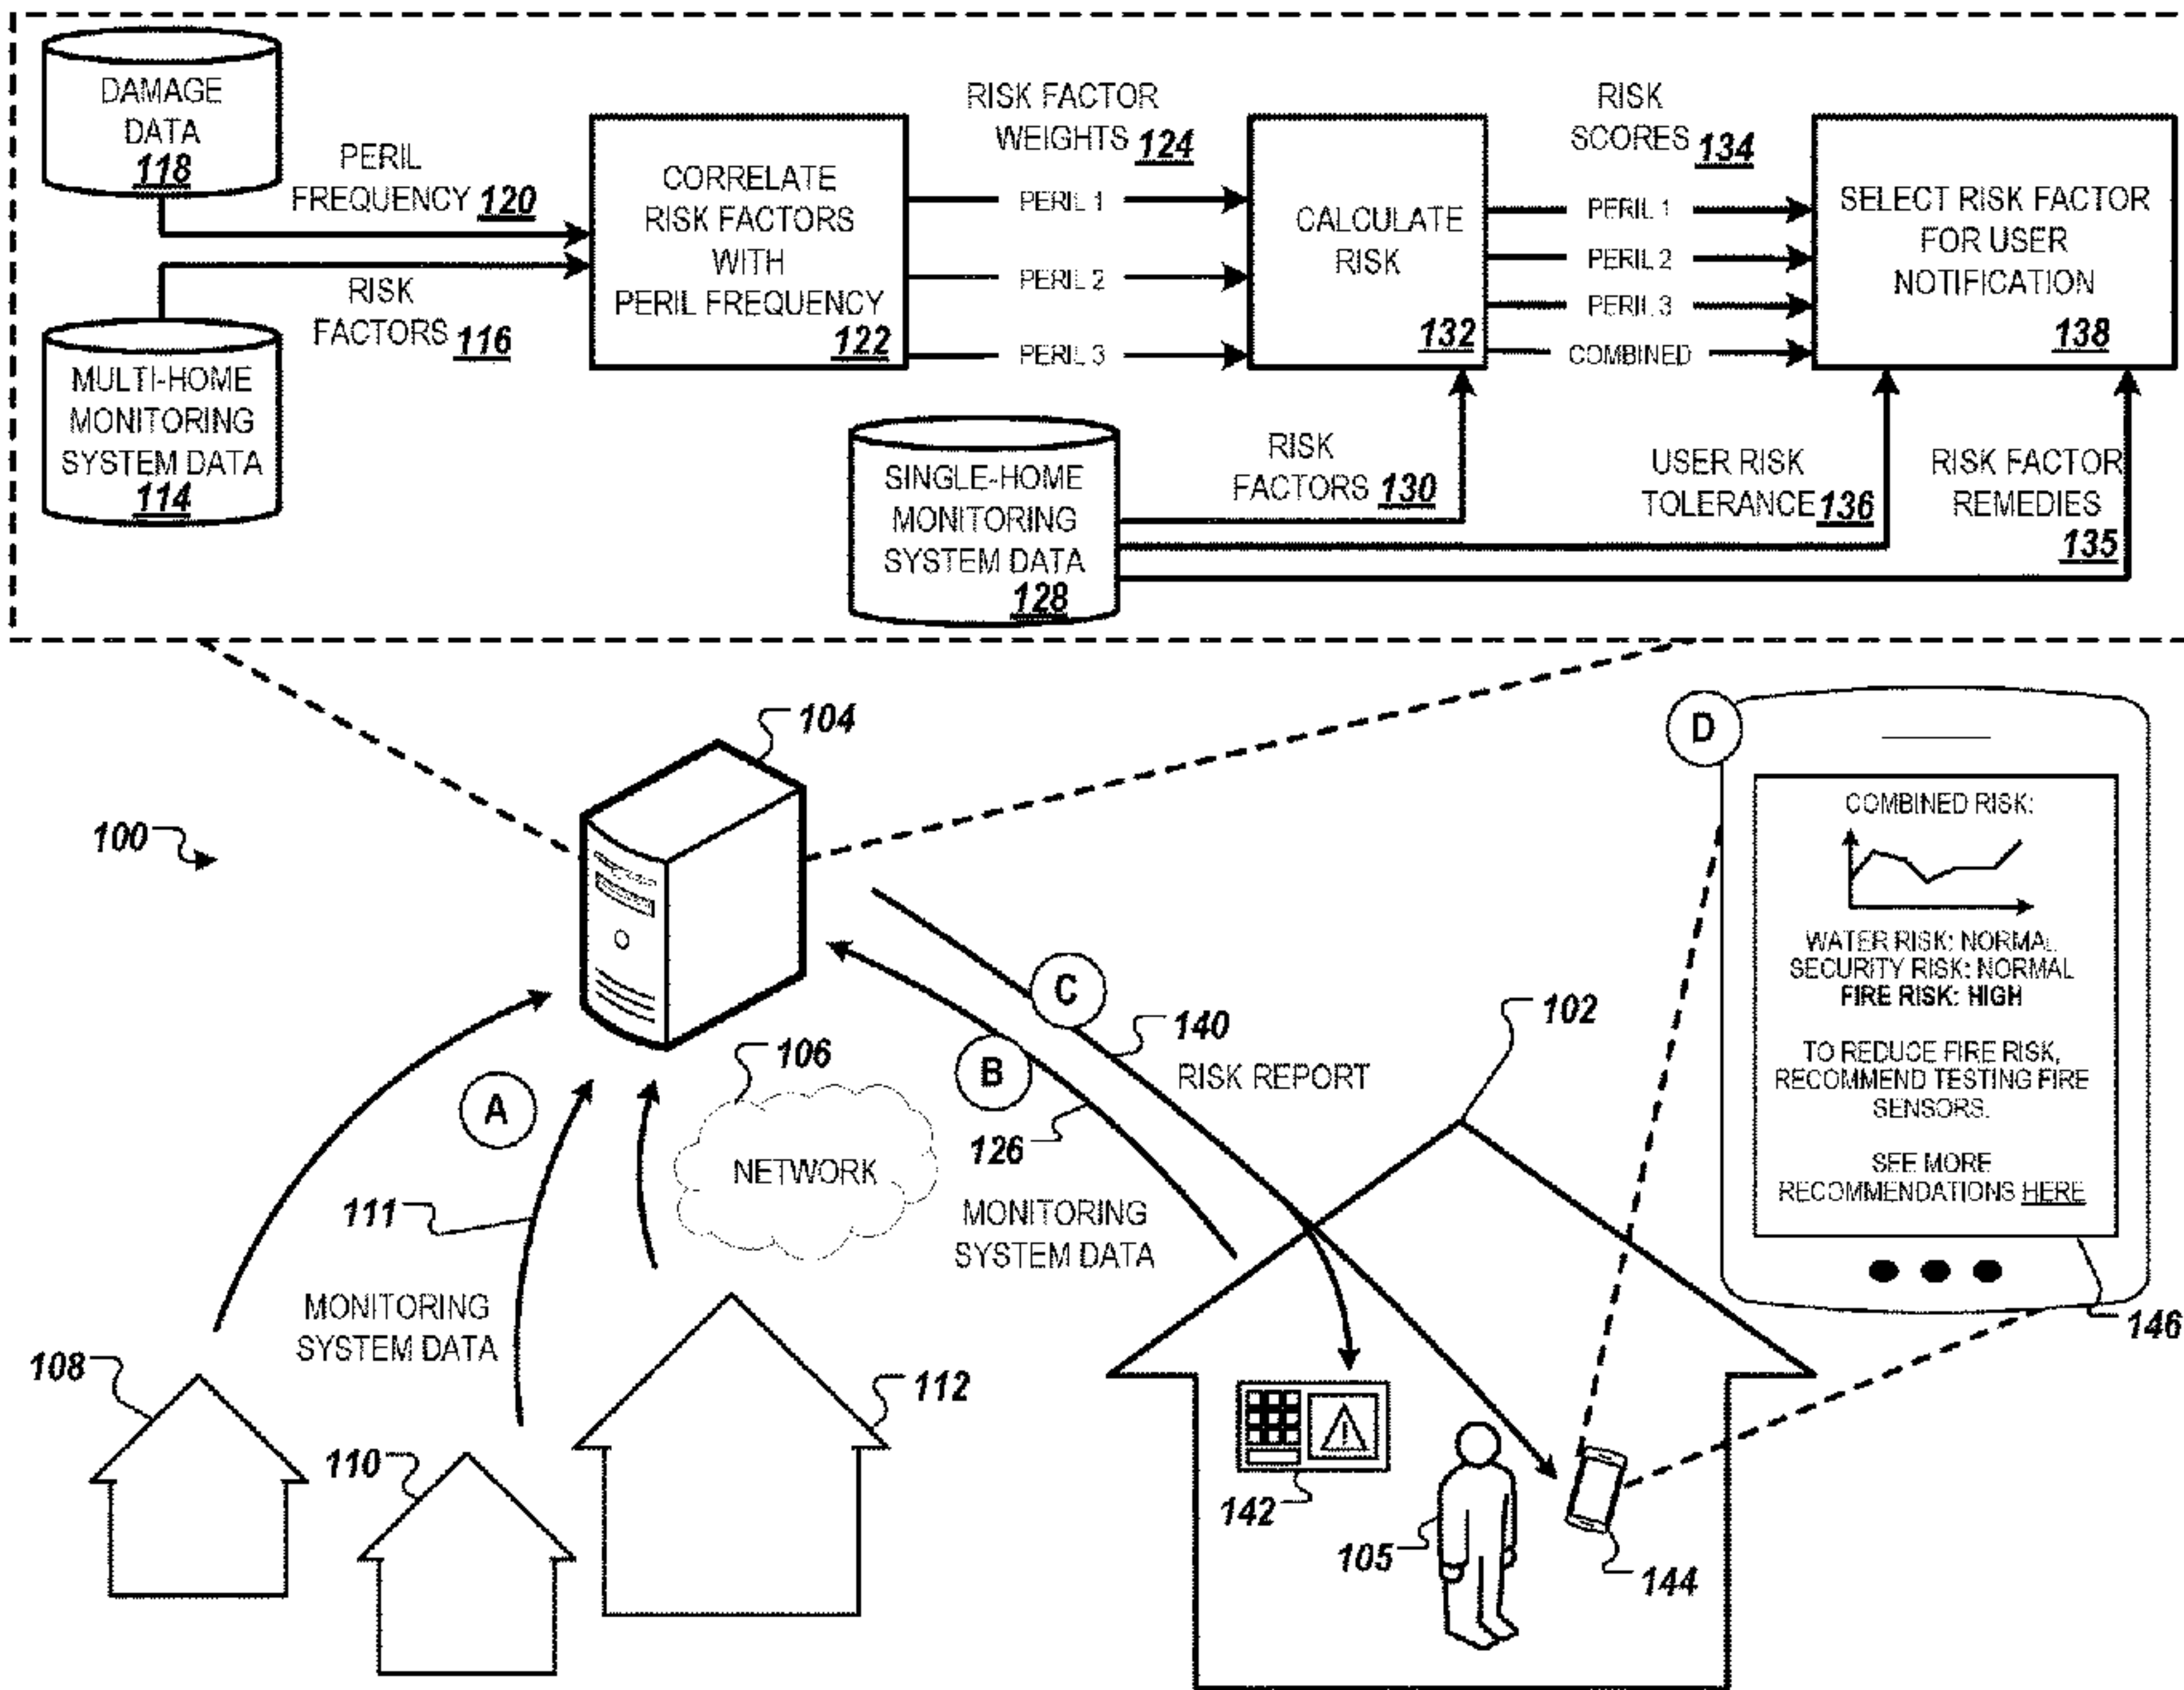 DAMAGE
DATA
118
PERIL
FREQUENCY 120
RISK
FACTORS 116
MULTI-HOME
MONITORING
SYSTEM DATA
114
CORRELATE
RISK FACTORS
WITH
PERIL FREQUENCY
122
RISK FACTOR
WEIGHTS 124
PERIL 1
PERIL 2
PERIL 3
CALCULATE
RISK
132
RISK
SCORES 134
PERIL 1
PERIL 2
PERIL 3
COMBINED
SELECT RISK FACTOR
FOR USER
NOTIFICATION
138
SINGLE-HOME
MONITORING
SYSTEM DATA
128
RISK
FACTORS 130
USER RISK
TOLERANCE 136
RISK FACTOR
REMEDIES
135
104
100
A
106
NETWORK
111
MONITORING
SYSTEM DATA
C
140
RISK REPORT
B
126
MONITORING
SYSTEM DATA
102
D
COMBINED RISK:
WATER RISK: NORMAL
SECURITY RISK: NORMAL
FIRE RISK: HIGH
TO REDUCE FIRE RISK,
RECOMMEND TESTING FIRE
SENSORS.
SEE MORE
RECOMMENDATIONS HERE
146
108
110
112
142
105
144